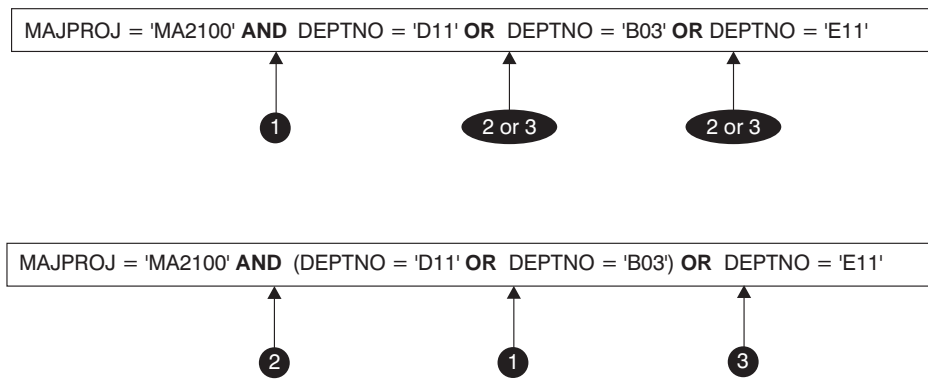 MAJPROJ = 'MA2100' AND DEPTNO = 'D11' OR DEPTNO = 'B03' OR DEPTNO = 'E11'
1 2 or 3 2 or 3
MAJPROJ = 'MA2100' AND (DEPTNO = 'D11' OR DEPTNO = 'B03') OR DEPTNO = 'E11'
2 1 3